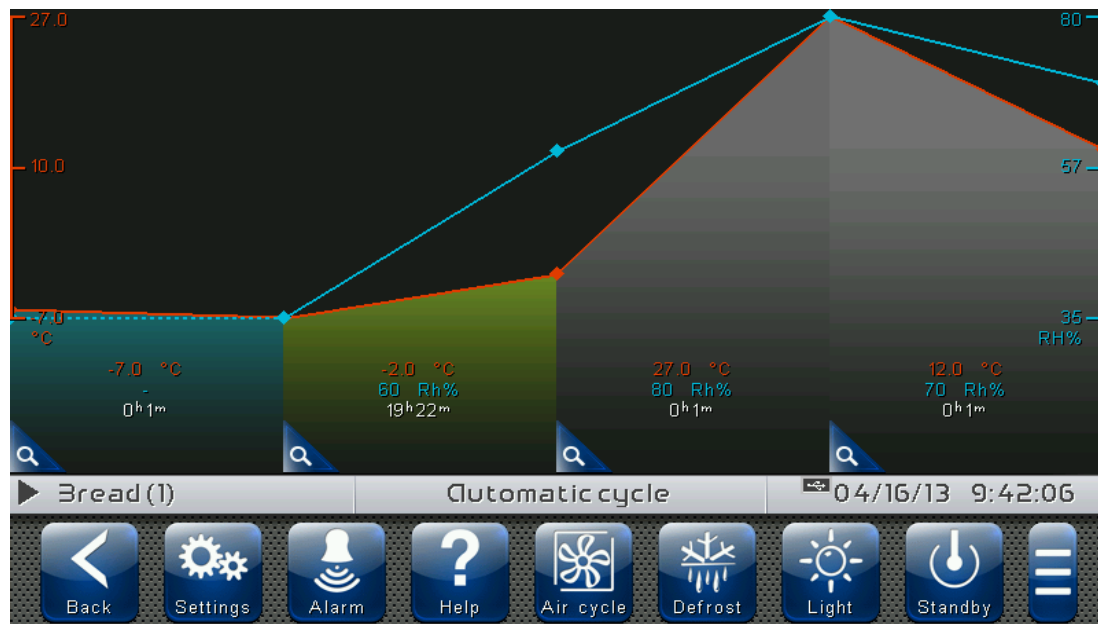 27.0
80
10.0
57
-7.0
35
°C
RH%
-7.0 °C
-
0h1m
-2.0 °C
60 Rh%
19h22m
27.0 °C
80 Rh%
0h1m
12.0 °C
70 Rh%
0h1m
Bread (1)
Automatic cycle
04/16/13 9:42:06
Back
Settings
Alarm
Help
Air cycle
Defrost
Light
Standby